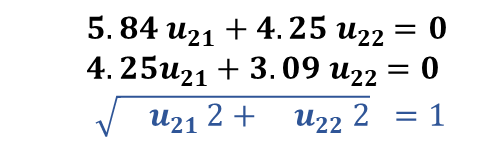 5.84 u₂₁ + 4.25 u₂₂ = 0
4.25u₂₁ + 3.09 u₂₂ = 0
√ u₂₁ 2 + u₂₂ 2 = 1